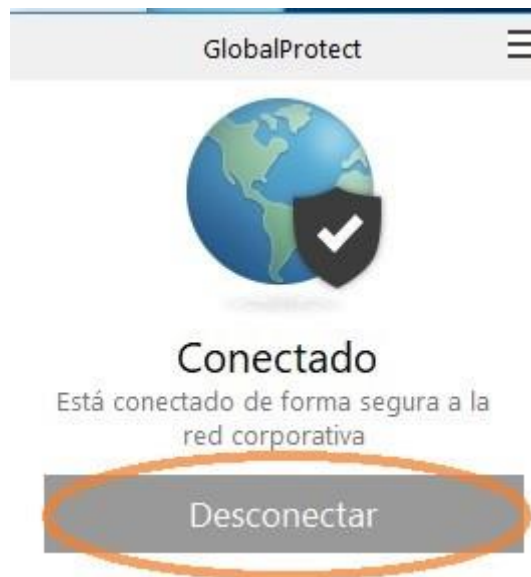 GlobalProtect
Conectado
Está conectado de forma segura a la
red corporativa
Desconectar